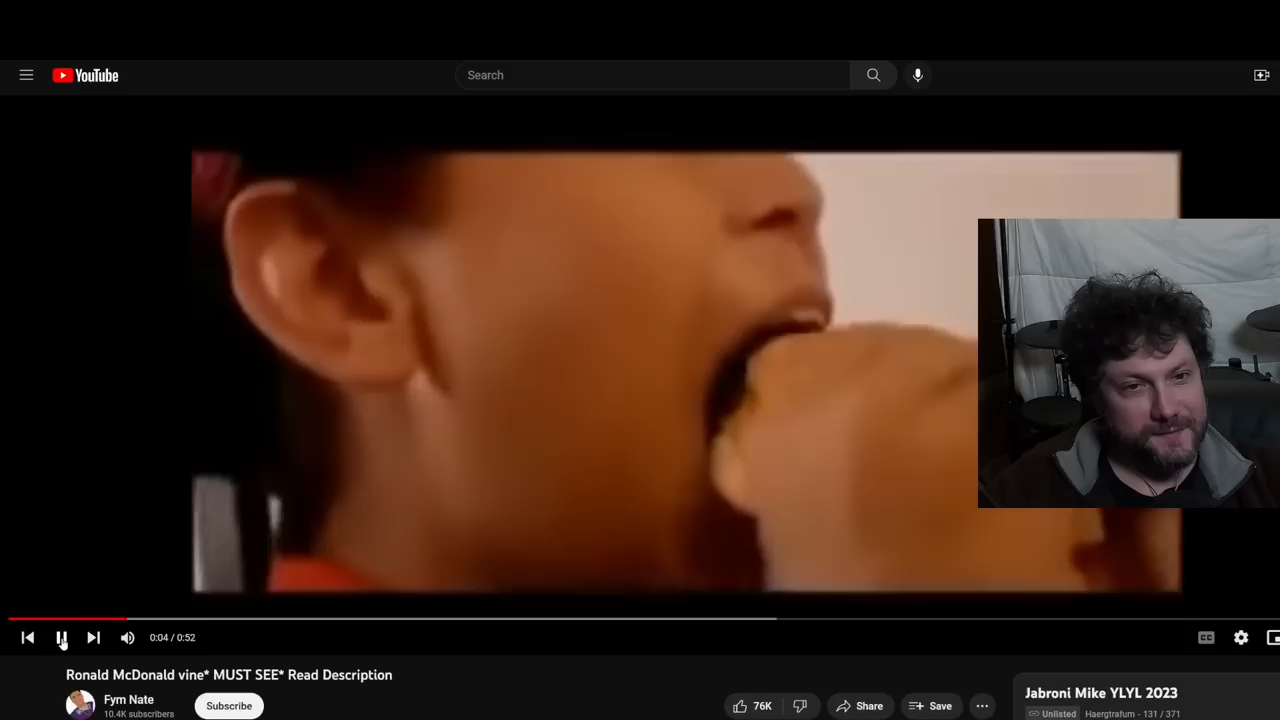 YouTube
Search
0:04 / 0:52
CC
Ronald McDonald vine* MUST SEE* Read Description
Fym Nate
10.4K subscribers
Subscribe
76K
Share
Save
Jabroni Mike YLYL 2023
Unlisted
Haergtrafum - 131 / 371